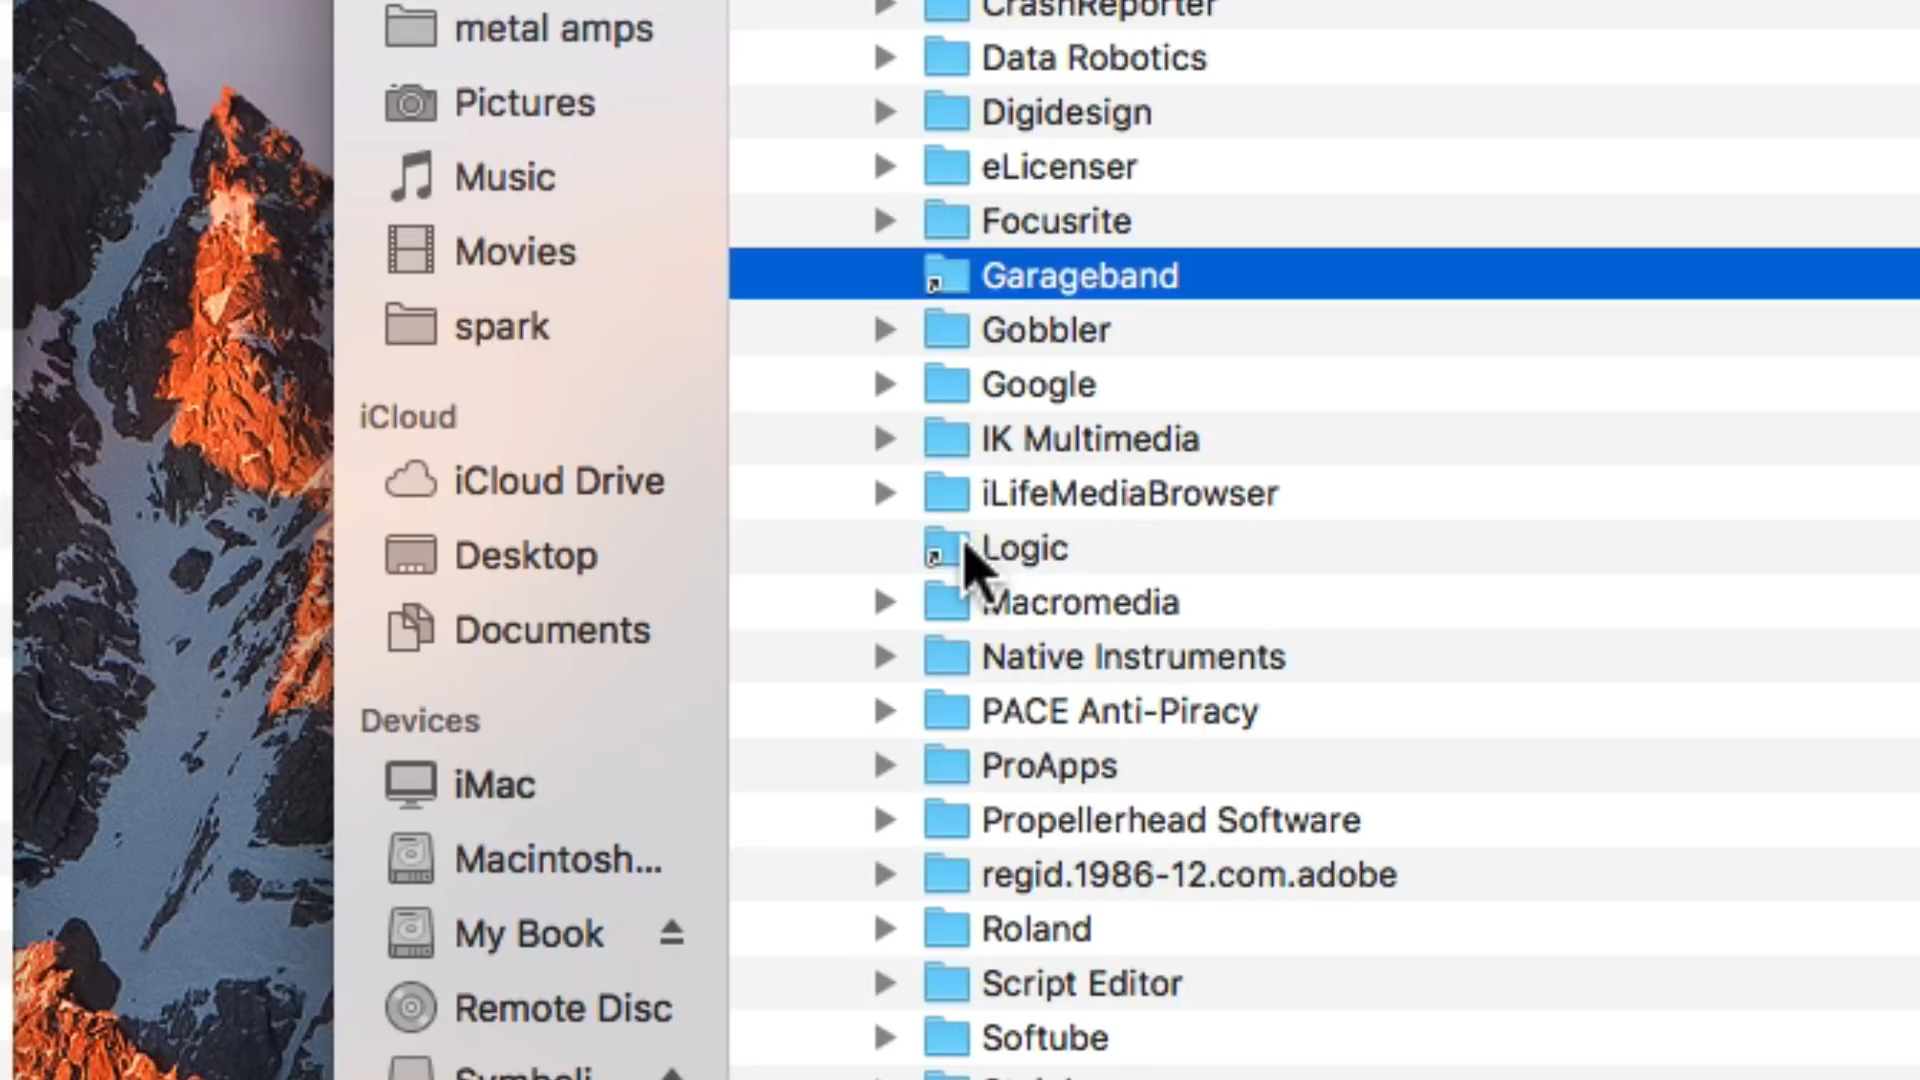 metal amps
Pictures
Music
Movies
spark
iCloud
iCloud Drive
Desktop
Documents
Devices
iMac
Macintosh...
My Book
Remote Disc
CrashReporter
Data Robotics
Digidesign
eLicenser
Focusrite
Garageband
Gobbler
Google
IK Multimedia
iLifeMediaBrowser
Logic
Macromedia
Native Instruments
PACE Anti-Piracy
ProApps
Propellerhead Software
regid.1986-12.com.adobe
Roland
Script Editor
Softube